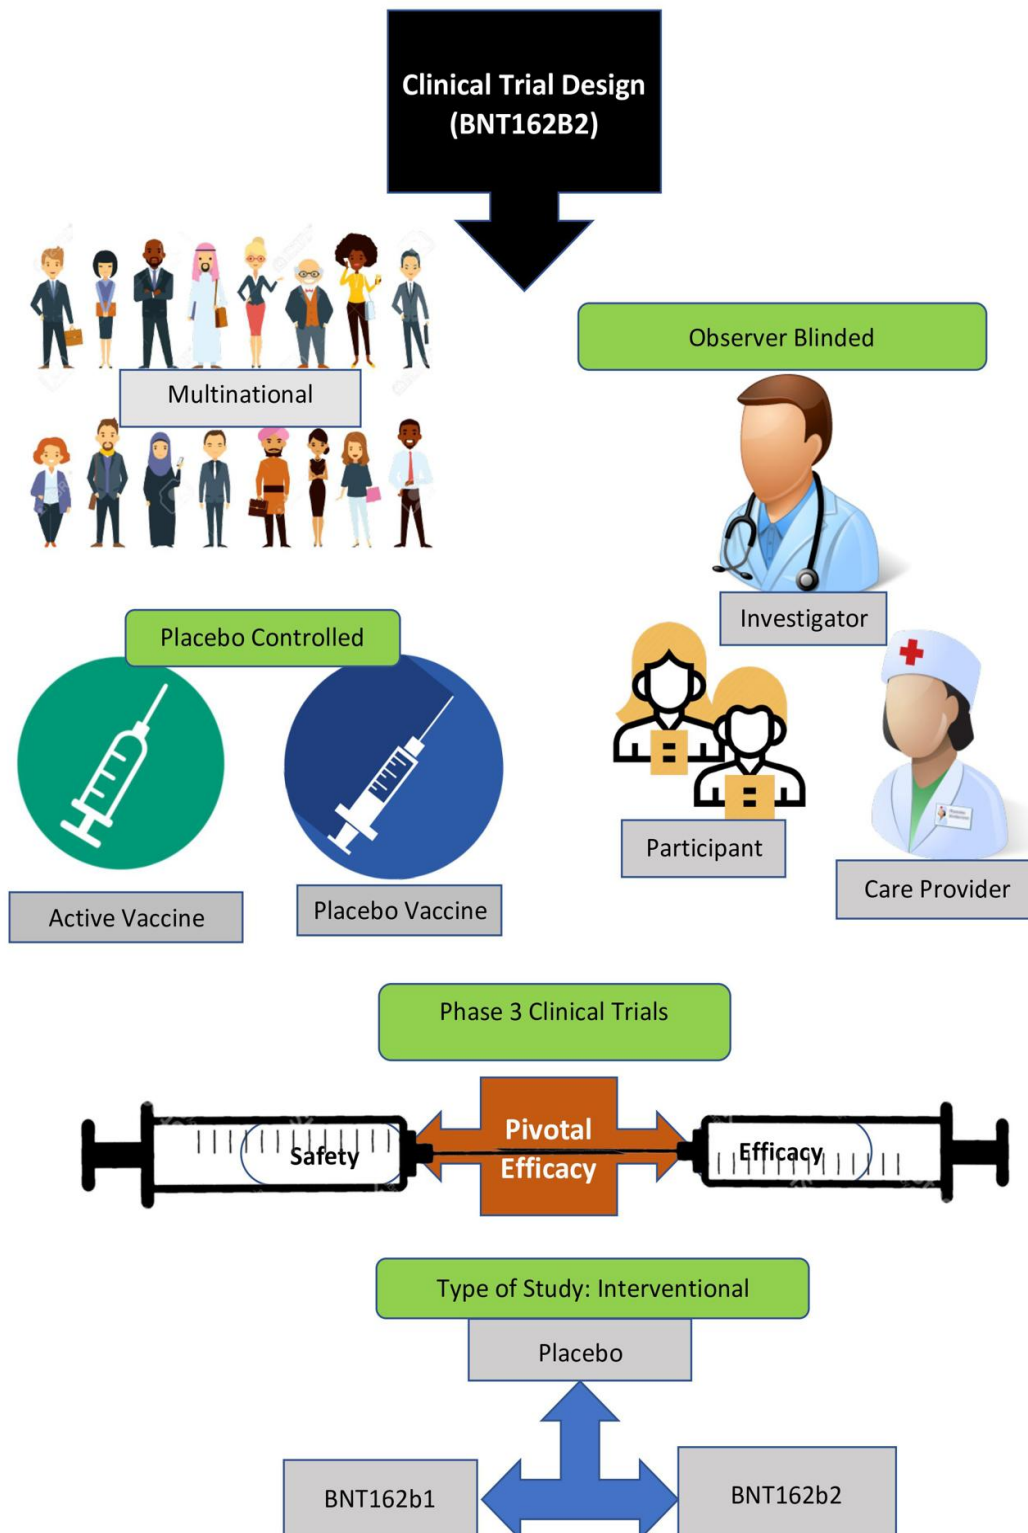 Clinical Trial Design
(BNT162B2)
Multinational
Observer Blinded
Investigator
Participant
Care Provider
Placebo Controlled
Active Vaccine
Placebo Vaccine
Phase 3 Clinical Trials
Safety
Pivotal
Efficacy
Efficacy
Type of Study: Interventional
Placebo
BNT162b1
BNT162b2